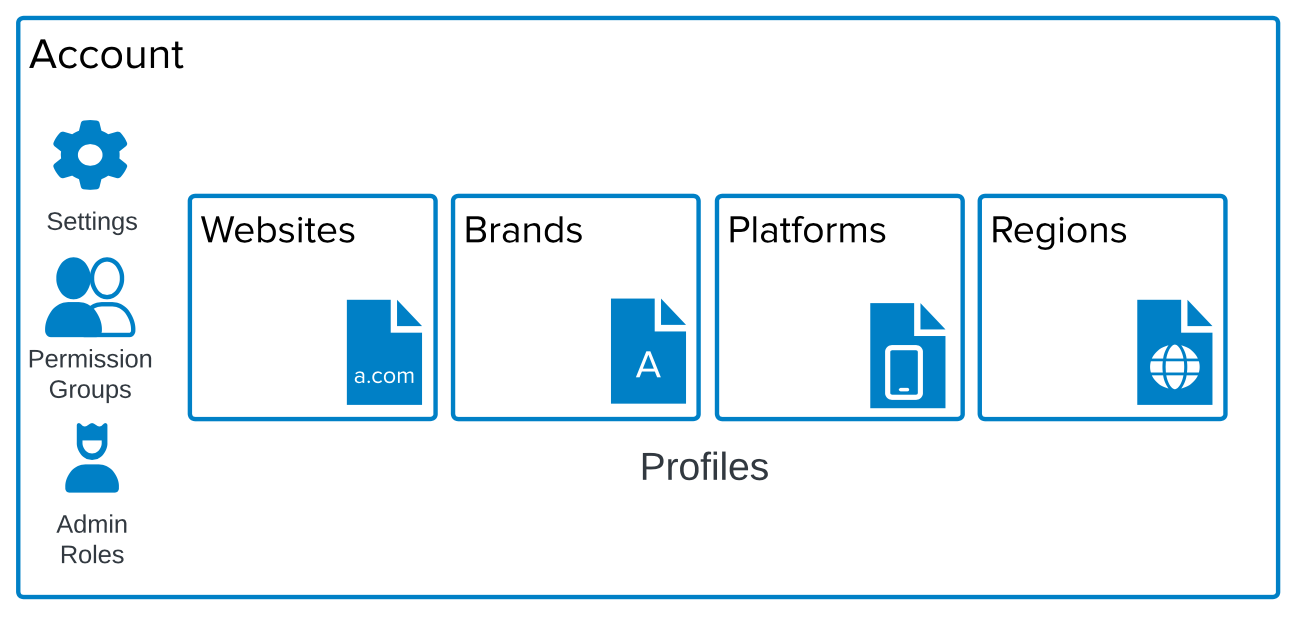 Account
Settings
Permission
Groups
Admin
Roles
Websites
a.com
Brands
A
Platforms
Regions
Profiles